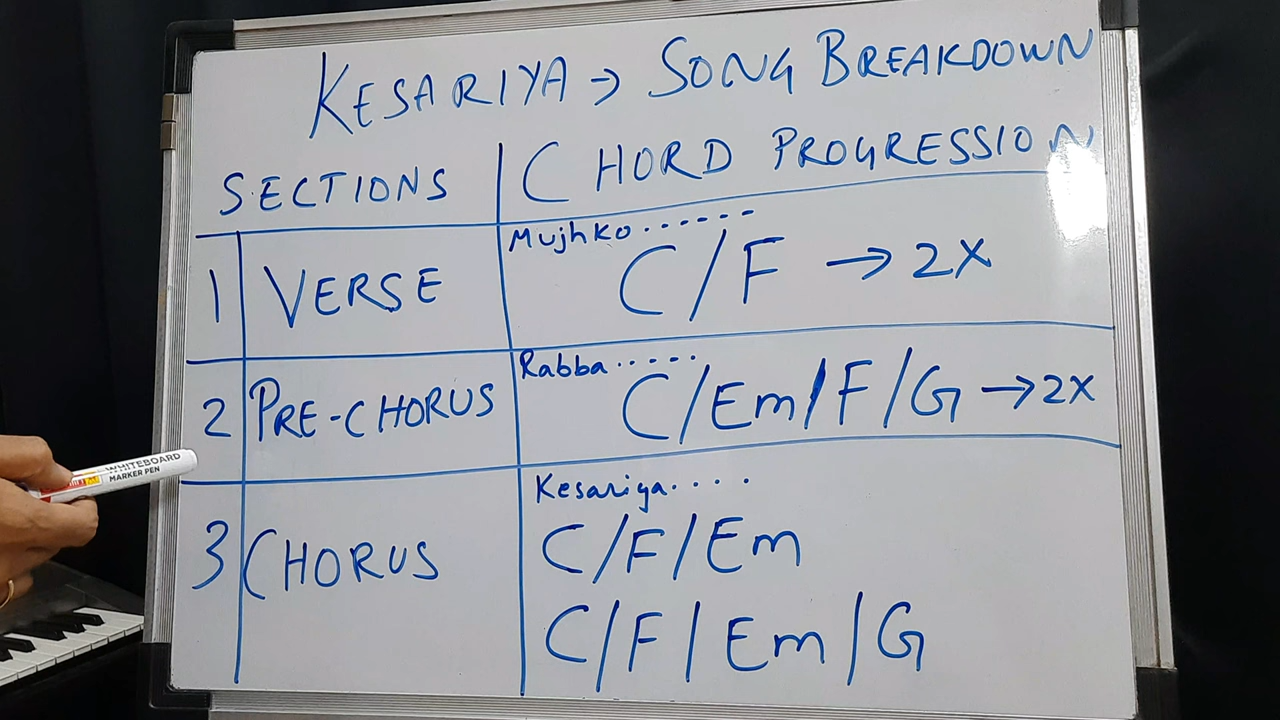 KESARIYA → SONG BREAKDOWN
SECTIONS | CHORD PROGRESSION
Mujhko......
1 VERSE C/F → 2X
Rabba.....
2 PRE-CHORUS C/Em/F/G → 2X
Kesariya....
C/F/Em
3 CHORUS
C/F/Em/G
WHITEBOARD
MARKER PEN